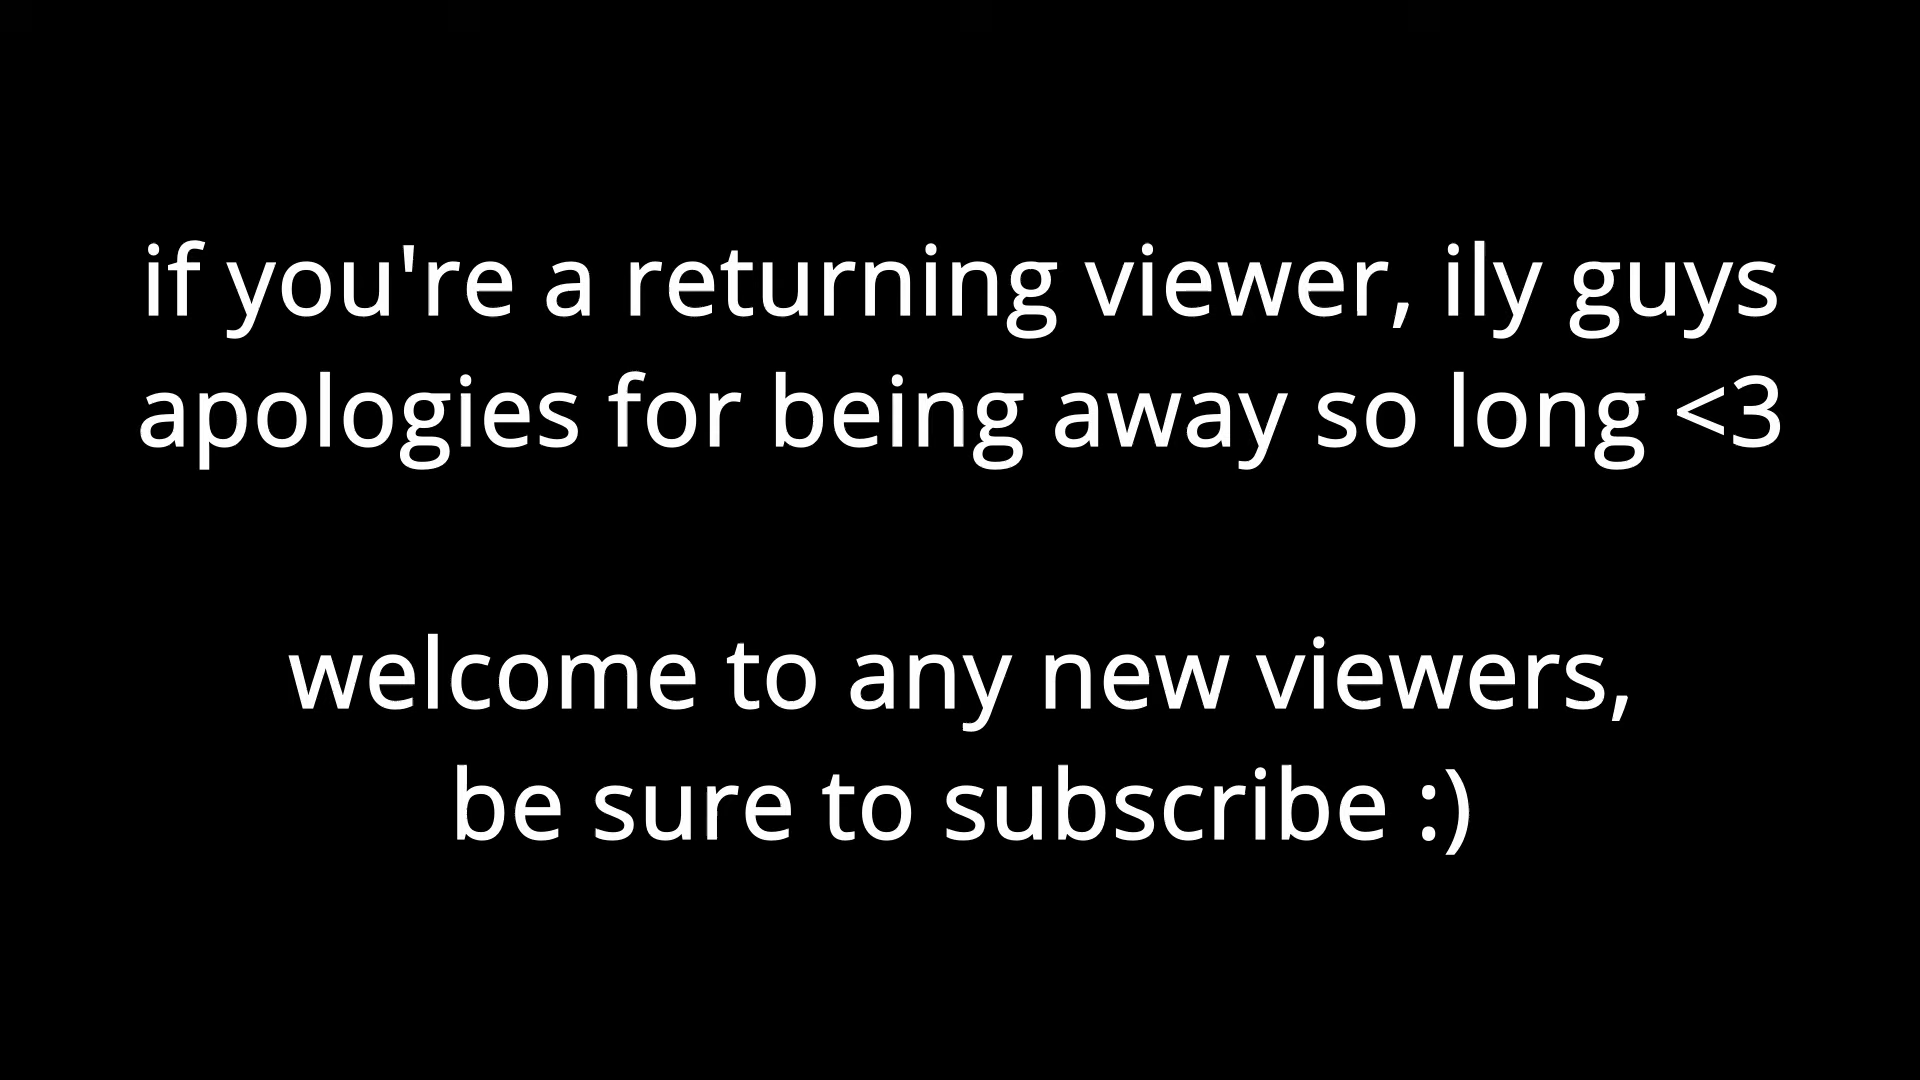 if you're a returning viewer, ily guys
apologies for being away so long <3
welcome to any new viewers,
be sure to subscribe :)